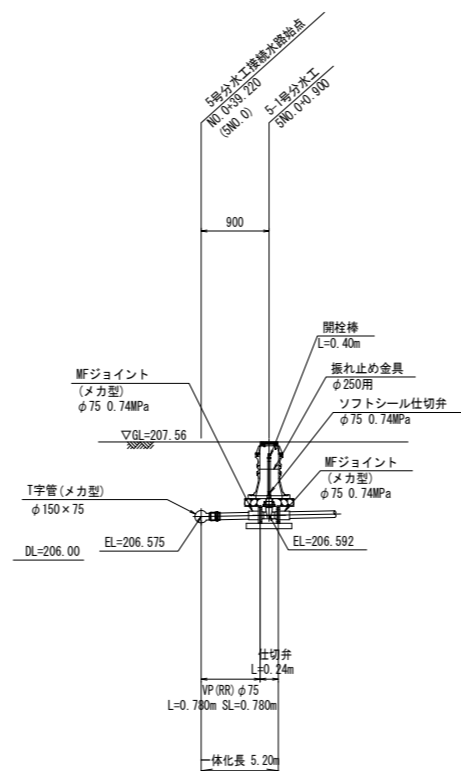 5号分水工接続水路始点
NO.0+39.220
(5NO.0)
5-1号分水工
5NO.0+0.900
900
開栓棒
L=0.40m
振れ止め金具
φ250用
ソフトシール仕切弁
φ75 0.74MPa
MFジョイント
(メカ型)
φ75 0.74MPa
▽GL=207.56
MFジョイント
(メカ型)
φ75 0.74MPa
T字管(メカ型)
φ150×75
EL=206.575
EL=206.592
DL=206.00
仕切弁
L=0.24m
VP(RR)φ75
L=0.780m SL=0.780m
一体化長 5.20m